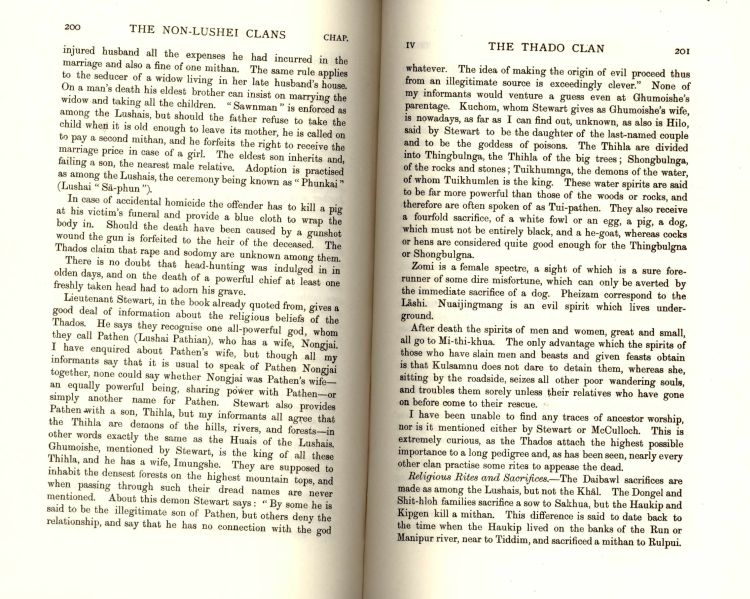 200 THE NON-LUSHEI CLANS CHAP.
injured husband all the expenses he had incurred in the
marriage and also a fine of one mithan. The same rule applies
to the seducer of a widow living in her late husband's house.
On a man's death his eldest brother can insist on marrying the
widow and taking all the children. "Sawnman" is enforced as
among the Lushais, but should the father refuse to take the
child when it is old enough to leave its mother, he is called on
to pay a second mithan, and he forfeits the right to receive the
marriage price in case of a girl. The eldest son inherits and,
failing a son, the nearest male relative. Adoption is practised
as among the Lushais, the ceremony being known as "Phunkai"
(Lushai "Sā-phun").
In case of accidental homicide the offender has to kill a pig
at his victim's funeral and provide a blue cloth to wrap the
body in. Should the death have been caused by a gunshot
wound the gun is forfeited to the heir of the deceased. The
Thados claim that rape and sodomy are unknown among them.
There is no doubt that head-hunting was indulged in in
olden days, and on the death of a powerful chief at least one
freshly taken head had to adorn his grave.
Lieutenant Stewart, in the book already quoted from, gives a
good deal of information about the religious beliefs of the
Thados. He says they recognise one all-powerful god, whom
they call Pathen (Lushai Pathian), who has a wife, Nongjai.
I have enquired about Pathen's wife, but though all my
informants say that it is usual to speak of Pathen Nongjai
together, none could say whether Nongjai was Pathen's wife—
an equally powerful being, sharing power with Pathen—or
simply another name for Pathen. Stewart also provides
Pathen with a son, Thihla, but my informants all agree that
the Thihla are demons of the hills, rivers, and forests—in
other words exactly the same as the Huais of the Lushais.
Ghumoishe, mentioned by Stewart, is the king of all these
Thihla, and he has a wife, Imungshe. They are supposed to
inhabit the densest forests on the highest mountain tops, and
when passing through such their dread names are never
mentioned. About this demon Stewart says: "By some he is
said to be the illegitimate son of Pathen, but others deny the
relationship, and say that he has no connection with the god
IV THE THADO CLAN 201
whatever. The idea of making the origin of evil proceed thus
from an illegitimate source is exceedingly clever." None of
my informants would venture a guess even at Ghumoishe's
parentage. Kuchom, whom Stewart gives as Ghumoishe's wife,
is nowadays, as far as I can find out, unknown, as also is Hilo,
said by Stewart to be the daughter of the last-named couple
and to be the goddess of poisons. The Thihla are divided
into Thingbulnga, the Thihla of the big trees; Shongbulnga,
of the rocks and stones; Tuikhumnga, the demons of the water,
of whom Tuikhumlen is the king. These water spirits are said
to be far more powerful than those of the woods or rocks, and
therefore are often spoken of as Tui-pathen. They also receive
a fourfold sacrifice, of a white fowl or an egg, a pig, a dog,
which must not be entirely black, and a he-goat, whereas cocks
or hens are considered quite good enough for the Thingbulgna
or Shongbulgna.
Zomi is a female spectre, a sight of which is a sure fore-
runner of some dire misfortune, which can only be averted by
the immediate sacrifice of a dog. Pheizam correspond to the
Lāshi. Nuaijingmang is an evil spirit which lives under-
ground.
After death the spirits of men and women, great and small,
all go to Mi-thi-khua. The only advantage which the spirits of
those who have slain men and beasts and given feasts obtain
is that Kulsamnu does not dare to detain them, whereas she,
sitting by the roadside, seizes all other poor wandering souls,
and troubles them sorely unless their relatives who have gone
on before come to their rescue.
I have been unable to find any traces of ancestor worship,
nor is it mentioned either by Stewart or McCulloch. This is
extremely curious, as the Thados attach the highest possible
importance to a long pedigree and, as has been seen, nearly every
other clan practise some rites to appease the dead.
Religious Rites and Sacrifices.—The Daibawl sacrifices are
made as among the Lushais, but not the Khāl. The Dongel and
Shit-hloh families sacrifice a sow to Sakhua, but the Haukip and
Kipgen kill a mithan. This difference is said to date back to
the time when the Haukip lived on the banks of the Run or
Manipur river, near to Tiddim, and sacrificed a mithan to Rulpui.